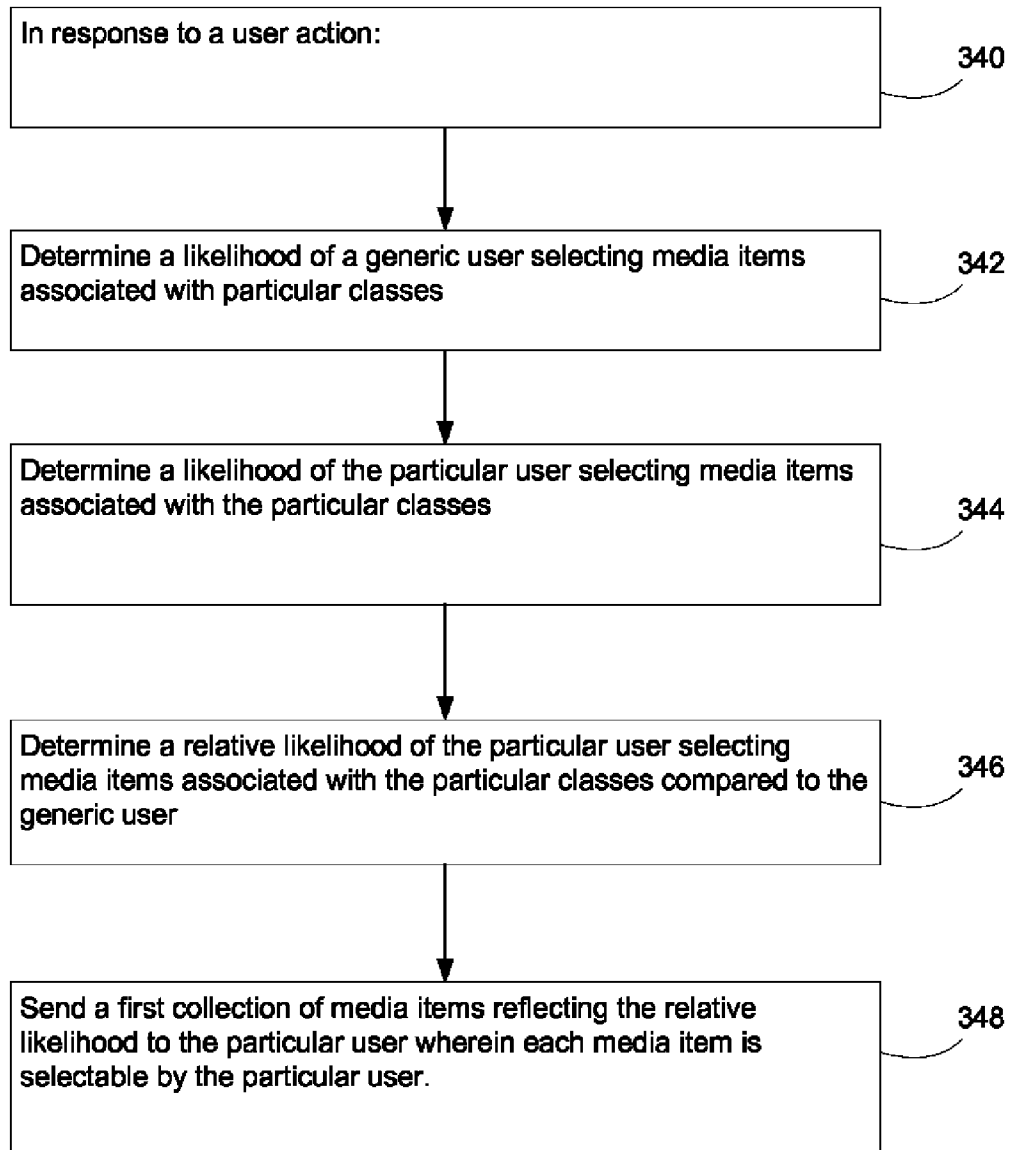 In response to a user action:
340
Determine a likelihood of a generic user selecting media items
associated with particular classes
342
Determine a likelihood of the particular user selecting media items
associated with the particular classes
344
Determine a relative likelihood of the particular user selecting
media items associated with the particular classes compared to the
generic user
346
Send a first collection of media items reflecting the relative
likelihood to the particular user wherein each media item is
selectable by the particular user.
348